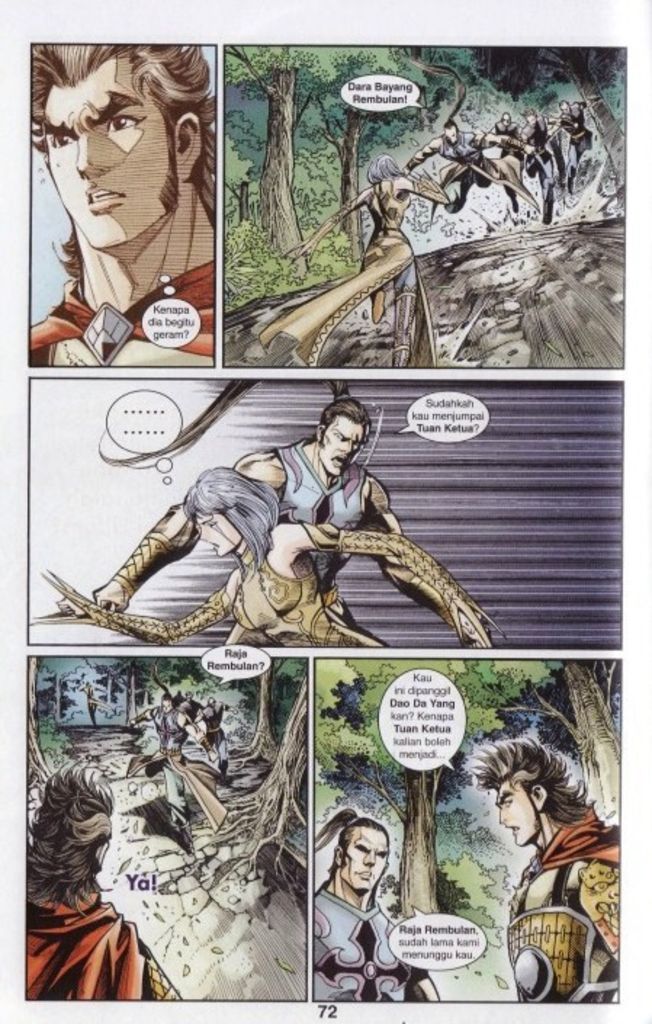 Kenapa
dia begitu
geram?
Dara Bayang
Rembulan!
......
......
Sudahkah
kau menjumpai
Tuan Ketua?
Raja
Rembulan?
Ya!
Kau
ini dipanggil
Dao Da Yang
kan? Kenapa
Tuan Ketua
kalian boleh
menjadi...
Raja Rembulan,
sudah lama kami
menunggu kau.
72